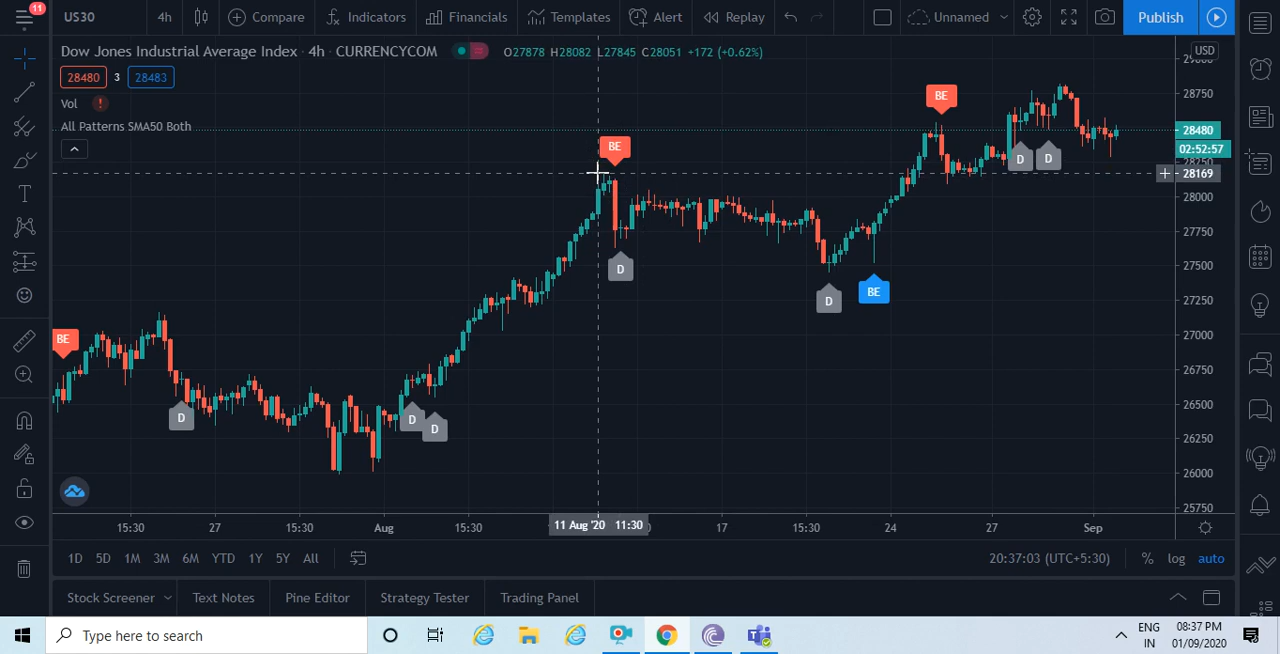 11
US30
4h
Compare
Indicators
Financials
Templates
Alert
Replay
Unnamed
Publish
Dow Jones Industrial Average Index · 4h · CURRENCYCOM
O27878 H28082 L27845 C28051 +172 (+0.62%)
USD
28480 3 28483
Vol
All Patterns SMA50 Both
BE
BE
BE
BE
D
D
D
D
D
D
D
28750
28480
02:52:57
28169
28000
27750
27500
27250
27000
26750
26500
26250
26000
25750
15:30
27
15:30
Aug
15:30
11 Aug '20 11:30
17
15:30
24
27
Sep
1D 5D 1M 3M 6M YTD 1Y 5Y All
20:37:03 (UTC+5:30)
% log auto
Stock Screener
Text Notes
Pine Editor
Strategy Tester
Trading Panel
Type here to search
ENG
IN
08:37 PM
01/09/2020